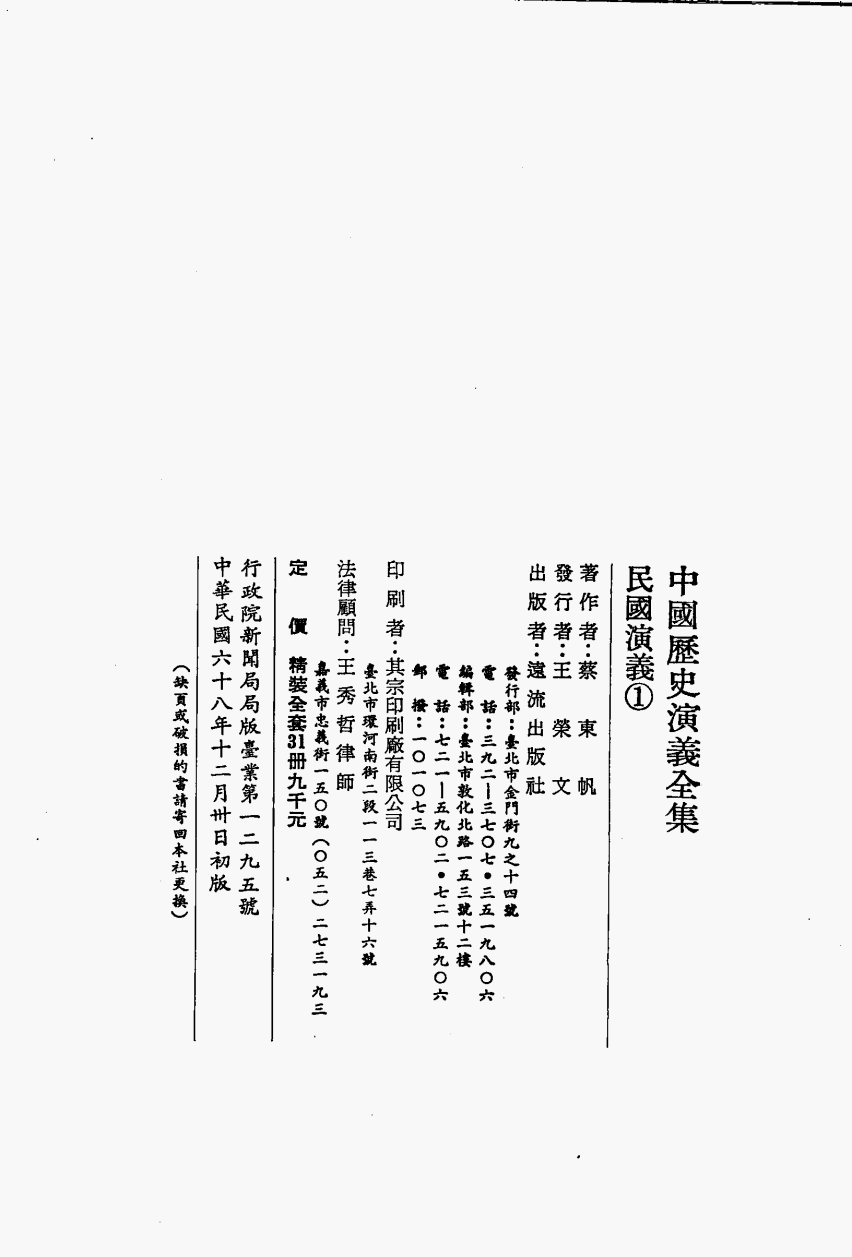 中國歷史演義全集
民國演義①
著作者：蔡東帆
發行者：王榮文
出版者：遠流出版社
發行部：臺北市金門街九之十四號
電話：三九二－三七〇七・三五一九八〇六
編輯部：臺北市敦化北路一五三號十二樓
電話：七二一－五九〇二・七二一五九〇六
郵撥：一〇一〇七三
印刷者：其宗印刷廠有限公司
臺北市環河南街二段一一三巷七弄十六號
法律顧問：王秀哲律師
嘉義市忠義街一五〇號（〇五二）二七三一九三
定價 精裝全套31冊九千元
行政院新聞局局版臺業第一二九五號
中華民國六十八年十二月卅日初版
（缺頁或破損的書請寄回本社更換）